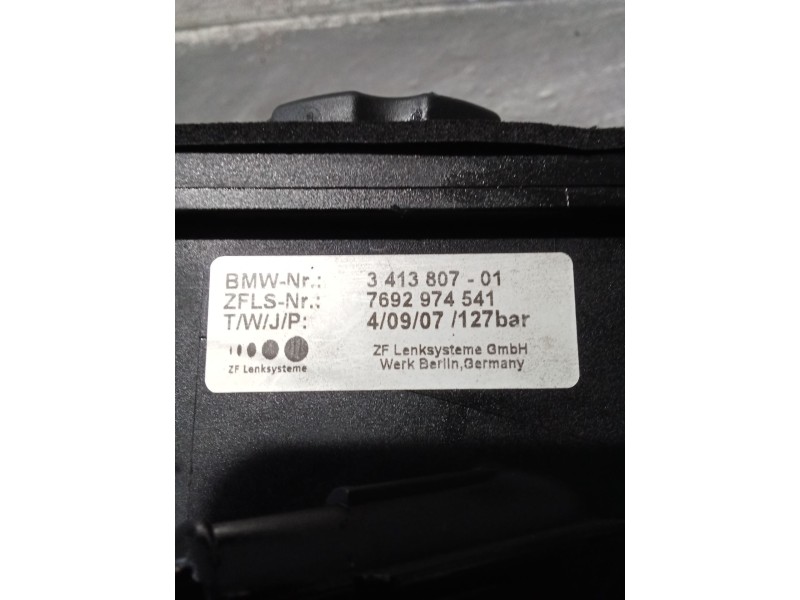 BMW-Nr.: 3 413 807 - 01
ZFLS-Nr.: 7692 974 541
T/W/J/P: 4/09/07 /127bar
ZF Lenksysteme GmbH
ZF Lenksysteme Werk Berlin,Germany